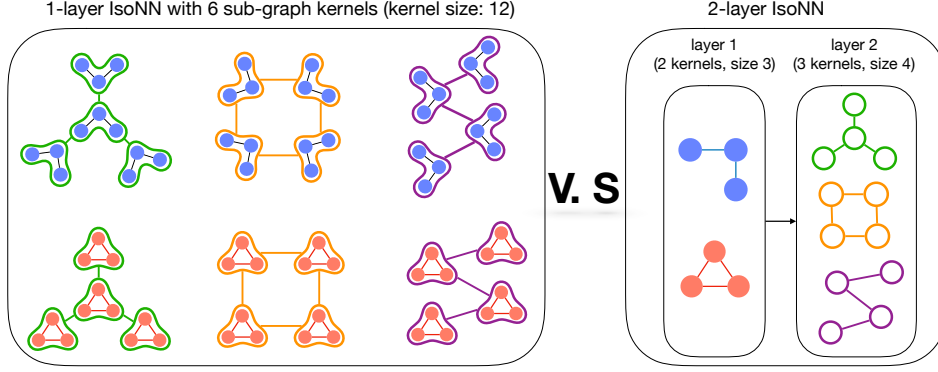 1-layer IsoNN with 6 sub-graph kernels (kernel size: 12)
2-layer IsoNN
layer 1
(2 kernels, size 3)
layer 2
(3 kernels, size 4)
V. S